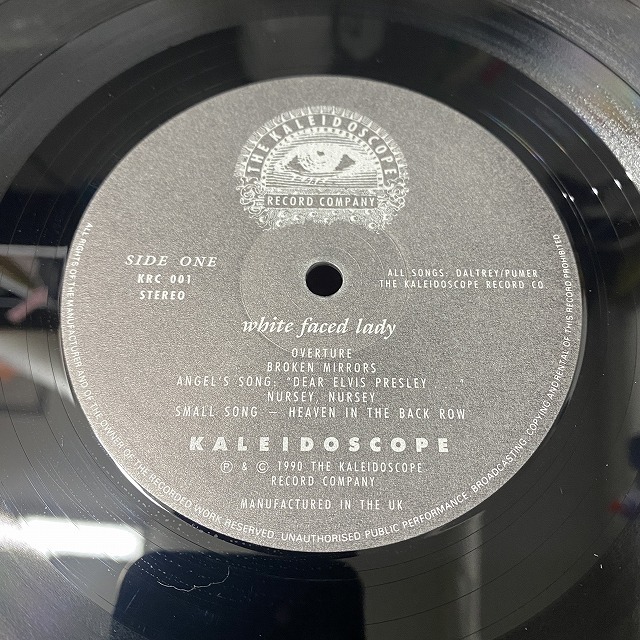 THE KALEIDOSCOPE
RECORD COMPANY
SIDE ONE
KRC 001
STEREO
ALL SONGS: DALTREY/PUMER
THE KALEIDOSCOPE RECORD CO
white faced lady
OVERTURE
BROKEN MIRRORS
ANGEL'S SONG: "DEAR ELVIS PRESLEY "
NURSEY, NURSEY
SMALL SONG – HEAVEN IN THE BACK ROW
KALEIDOSCOPE
℗ & © 1990 THE KALEIDOSCOPE
RECORD COMPANY
MANUFACTURED IN THE UK
ALL RIGHTS OF THE MANUFACTURER AND OF THE OWNER OF THE RECORDED WORK RESERVED. UNAUTHORISED PUBLIC PERFORMANCE, BROADCASTING, COPYING AND RENTAL OF THIS RECORD PROHIBITED